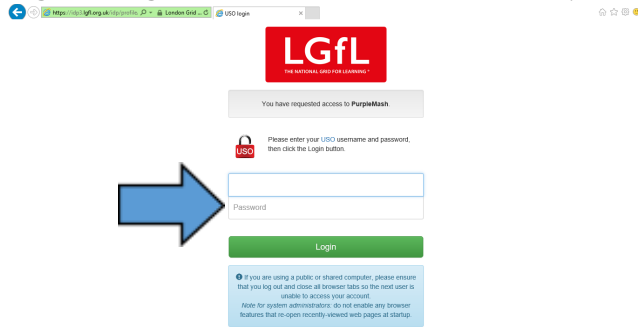 https://idp3.lgfl.org.uk/idp/profile London Grid ... USO login
LGfL
THE NATIONAL GRID FOR LEARNING
You have requested access to PurpleMash.
Please enter your USO username and password,
then click the Login button.
USO
Password
Login
If you are using a public or shared computer, please ensure
that you log out and close all browser tabs so the next user is
unable to access your account.
Note for system administrators: do not enable any browser
features that re-open recently-viewed web pages at startup.